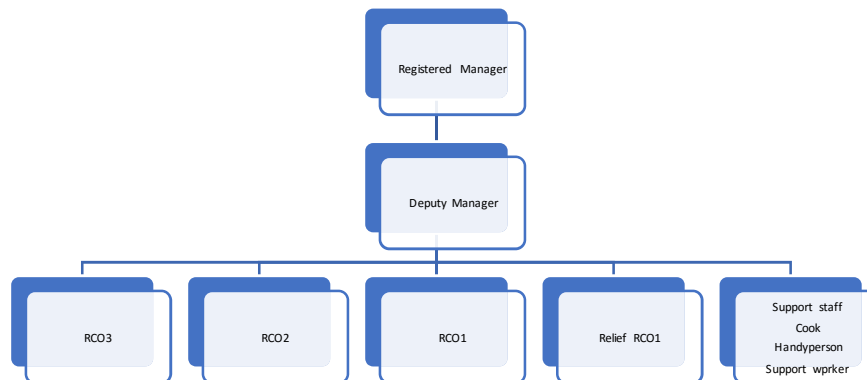 Registered Manager
Deputy Manager
RCO3
RCO2
RCO1
Relief RCO1
Support staff
Cook
Handyperson
Support wprker